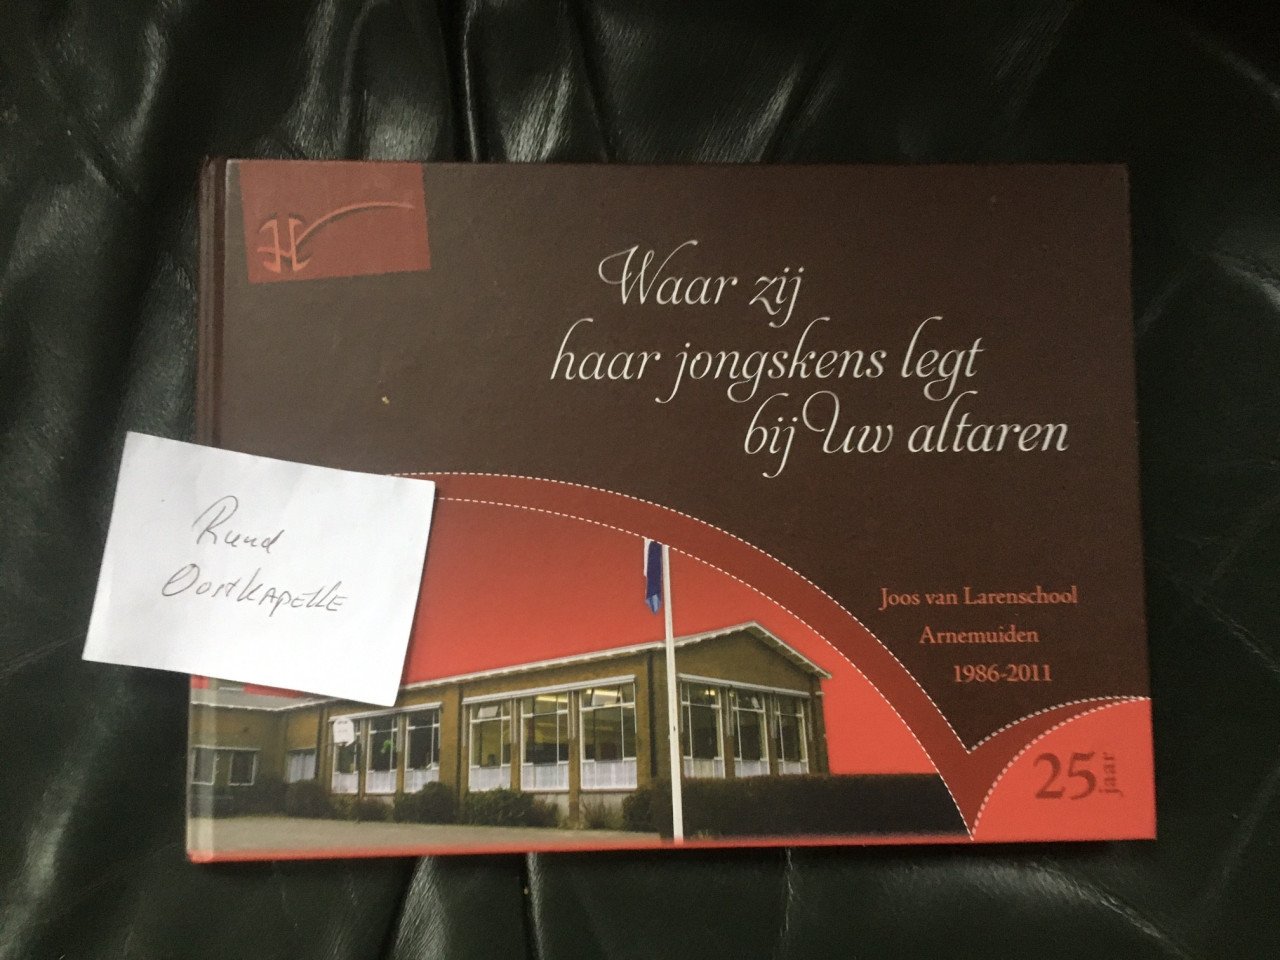 Waar zij
haar jongskens legt
bij Uw altaren
Ruud
Oostkapelle
Joos van Larenschool
Arnemuiden
1986-2011
25 jaar